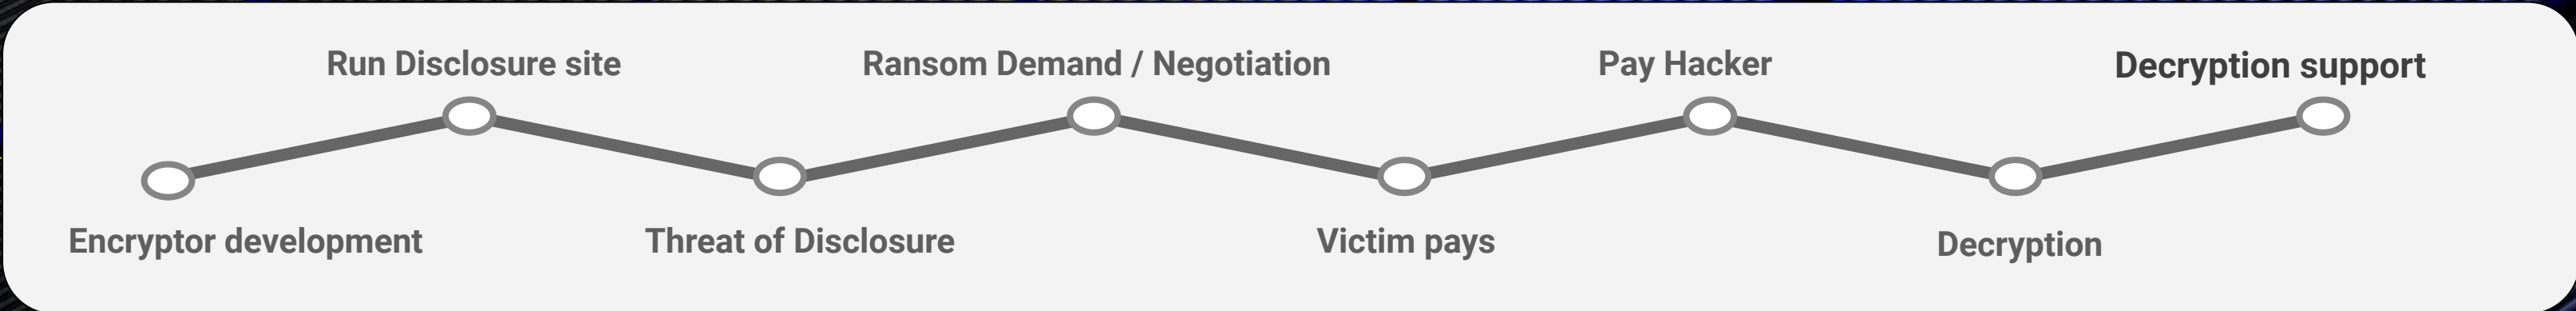 Run Disclosure site
Ransom Demand / Negotiation
Pay Hacker
Decryption support
Encryptor development
Threat of Disclosure
Victim pays
Decryption